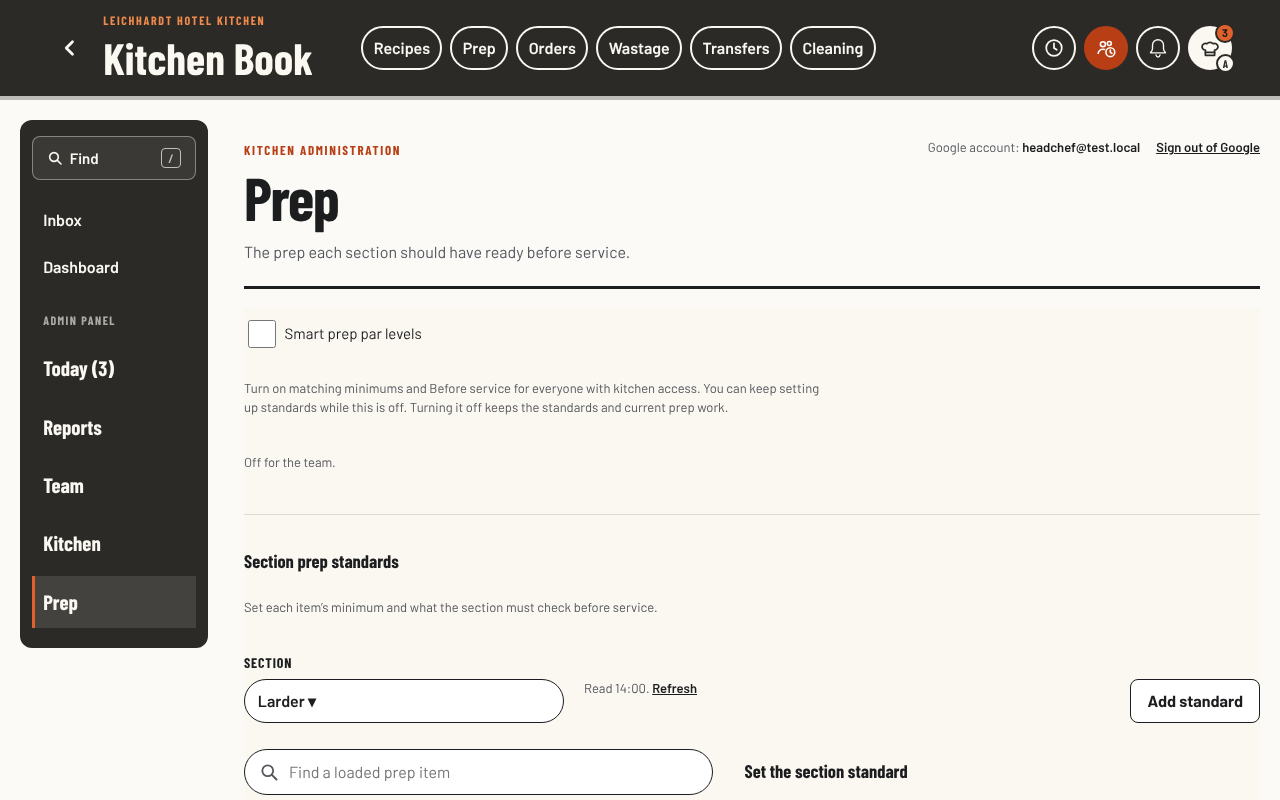 LEICHHARDT HOTEL KITCHEN
Kitchen Book
Recipes
Prep
Orders
Wastage
Transfers
Cleaning
3
A
Find
/
Inbox
Dashboard
ADMIN PANEL
Today (3)
Reports
Team
Kitchen
Prep
KITCHEN ADMINISTRATION
Google account: headchef@test.local Sign out of Google
Prep
The prep each section should have ready before service.
Smart prep par levels
Turn on matching minimums and Before service for everyone with kitchen access. You can keep setting
up standards while this is off. Turning it off keeps the standards and current prep work.
Off for the team.
Section prep standards
Set each item's minimum and what the section must check before service.
SECTION
Larder ▾
Read 14:00. Refresh
Add standard
Find a loaded prep item
Set the section standard